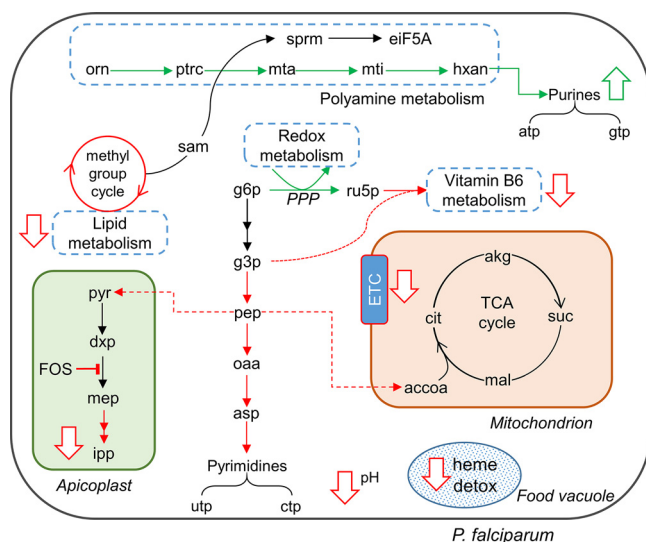 sprm eiF5A
orn ptrc mta mti hxan
Polyamine metabolism
Purines
atp gtp
sam
methyl
group
cycle
Lipid
metabolism
Redox
metabolism
g6p PPP ru5p
Vitamin B6
metabolism
g3p
pep
oaa
asp
Pyrimidines
utp ctp
pyr
dxp
FOS
mep
ipp
Apicoplast
ETC
akg
TCA
cycle
cit suc
mal
accoa
Mitochondrion
pH
heme
detox
Food vacuole
P. falciparum